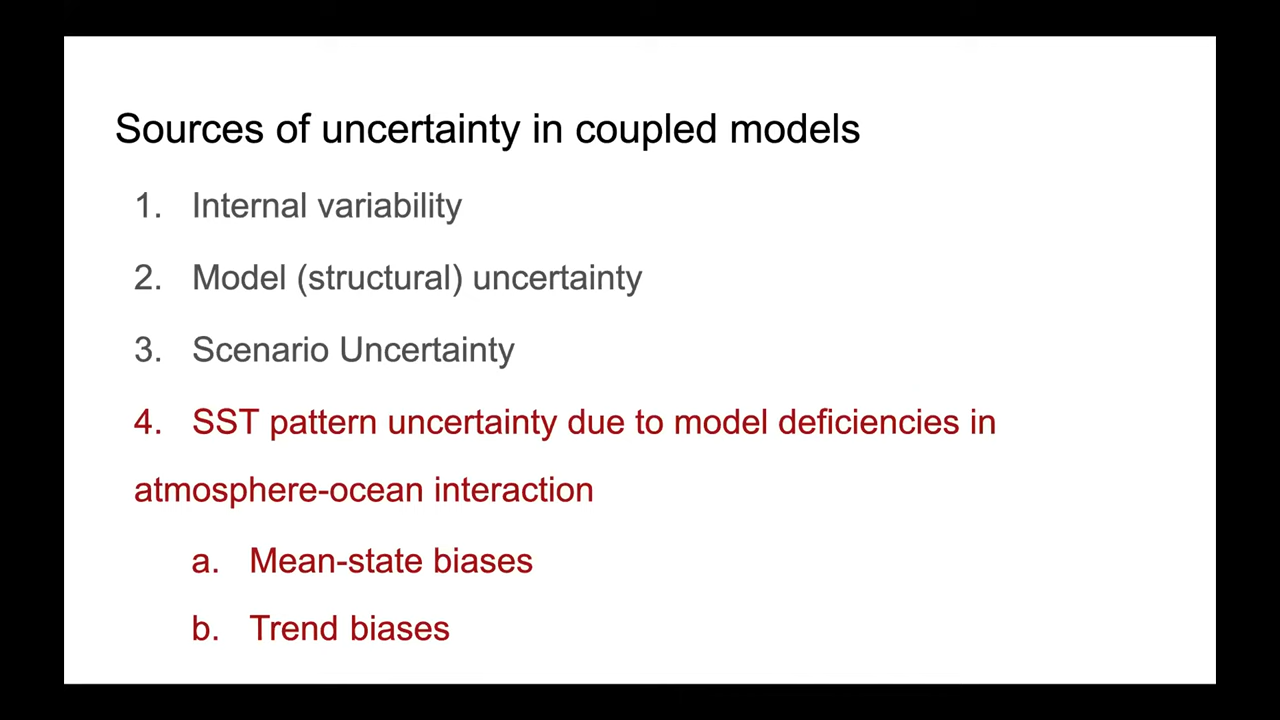 Sources of uncertainty in coupled models
1. Internal variability
2. Model (structural) uncertainty
3. Scenario Uncertainty
4. SST pattern uncertainty due to model deficiencies in
atmosphere-ocean interaction
a. Mean-state biases
b. Trend biases